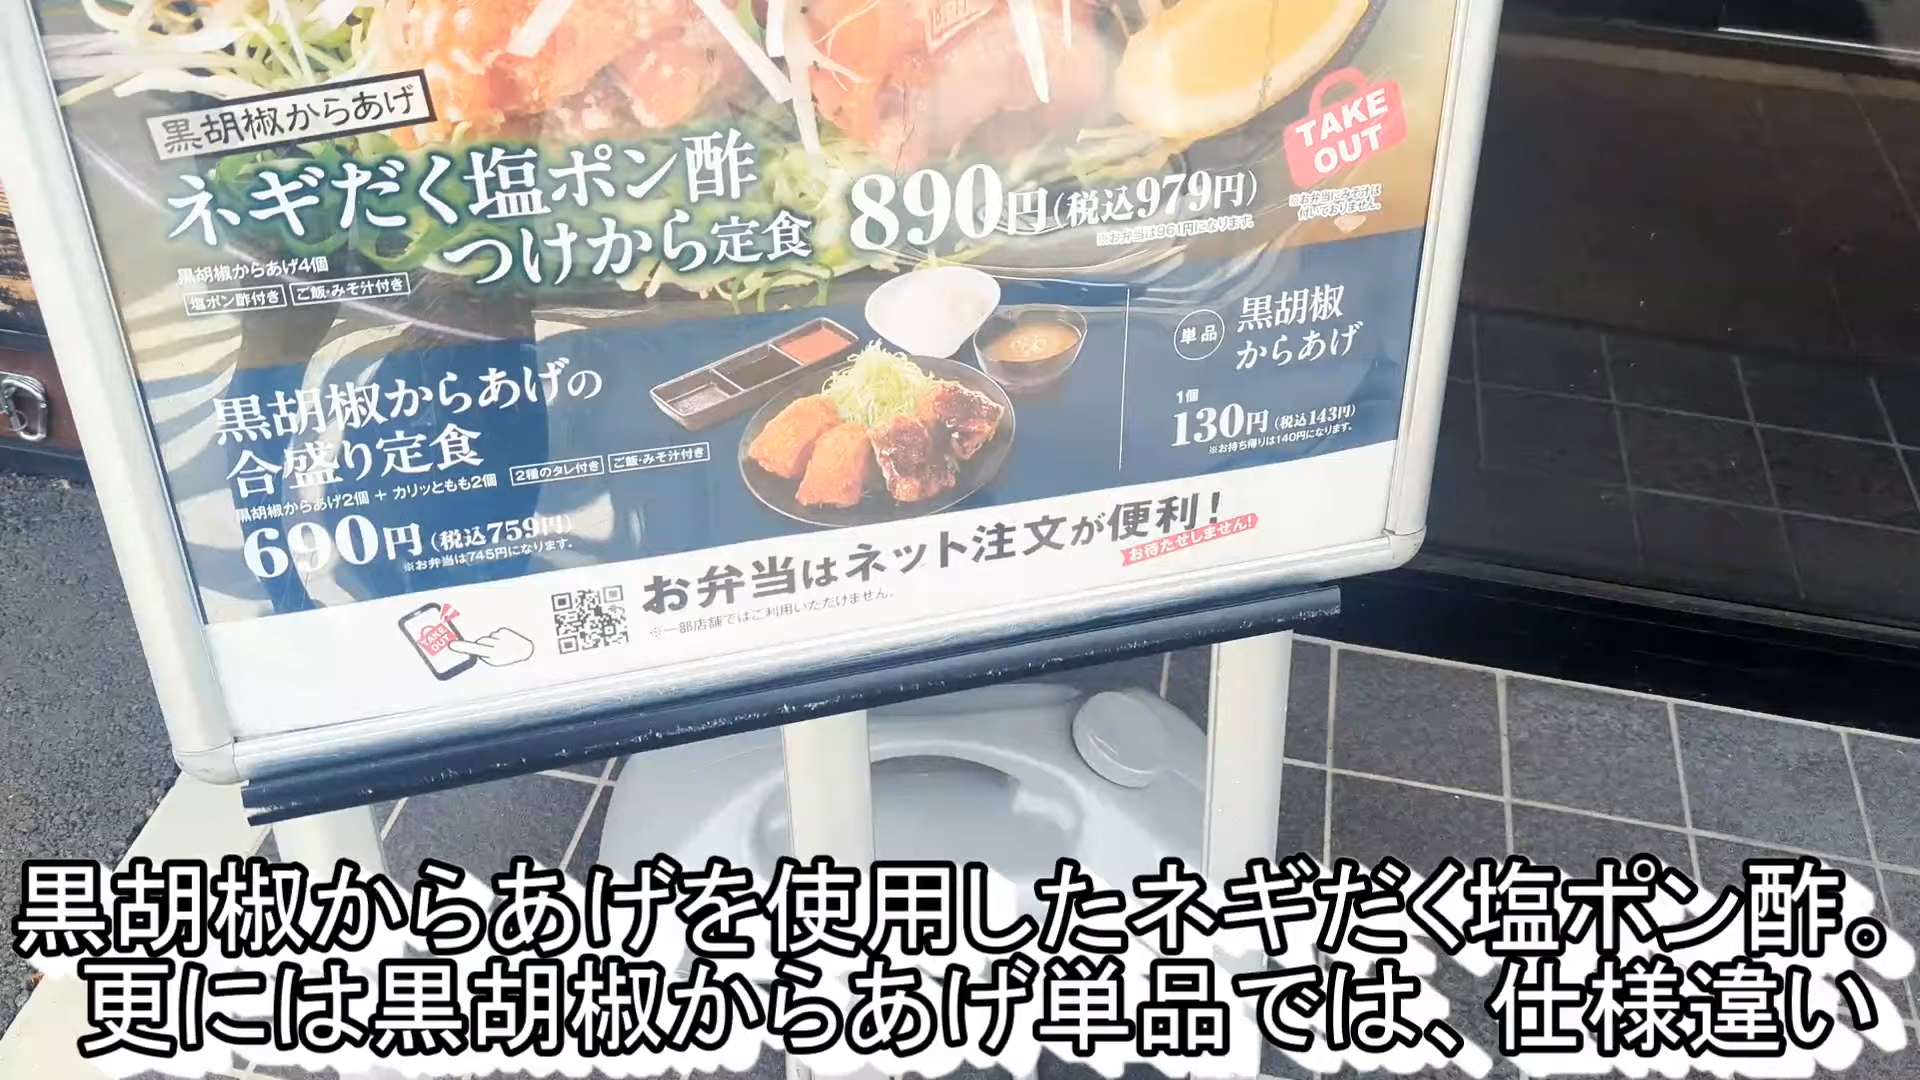 黒胡椒からあげ
ネギだく塩ポン酢
つけから定食
890円(税込979円)
※お弁当は961円になります。
TAKE
OUT
※お弁当にみそ汁は
付いておりません。
黒胡椒からあげ4個
塩ポン酢付き ご飯・みそ汁付き
黒胡椒からあげの
合盛り定食
黒胡椒からあげ2個 + カリッともも2個
2種のタレ付き ご飯・みそ汁付き
690円(税込759円)
※お弁当は745円になります。
単品 黒胡椒
からあげ
1個
130円(税込143円)
※お持ち帰りは140円になります。
お弁当はネット注文が便利!
お待たせしません!
※一部店舗ではご利用いただけません。
TAKE
OUT
黒胡椒からあげを使用したネギだく塩ポン酢。
更には黒胡椒からあげ単品では、仕様違い